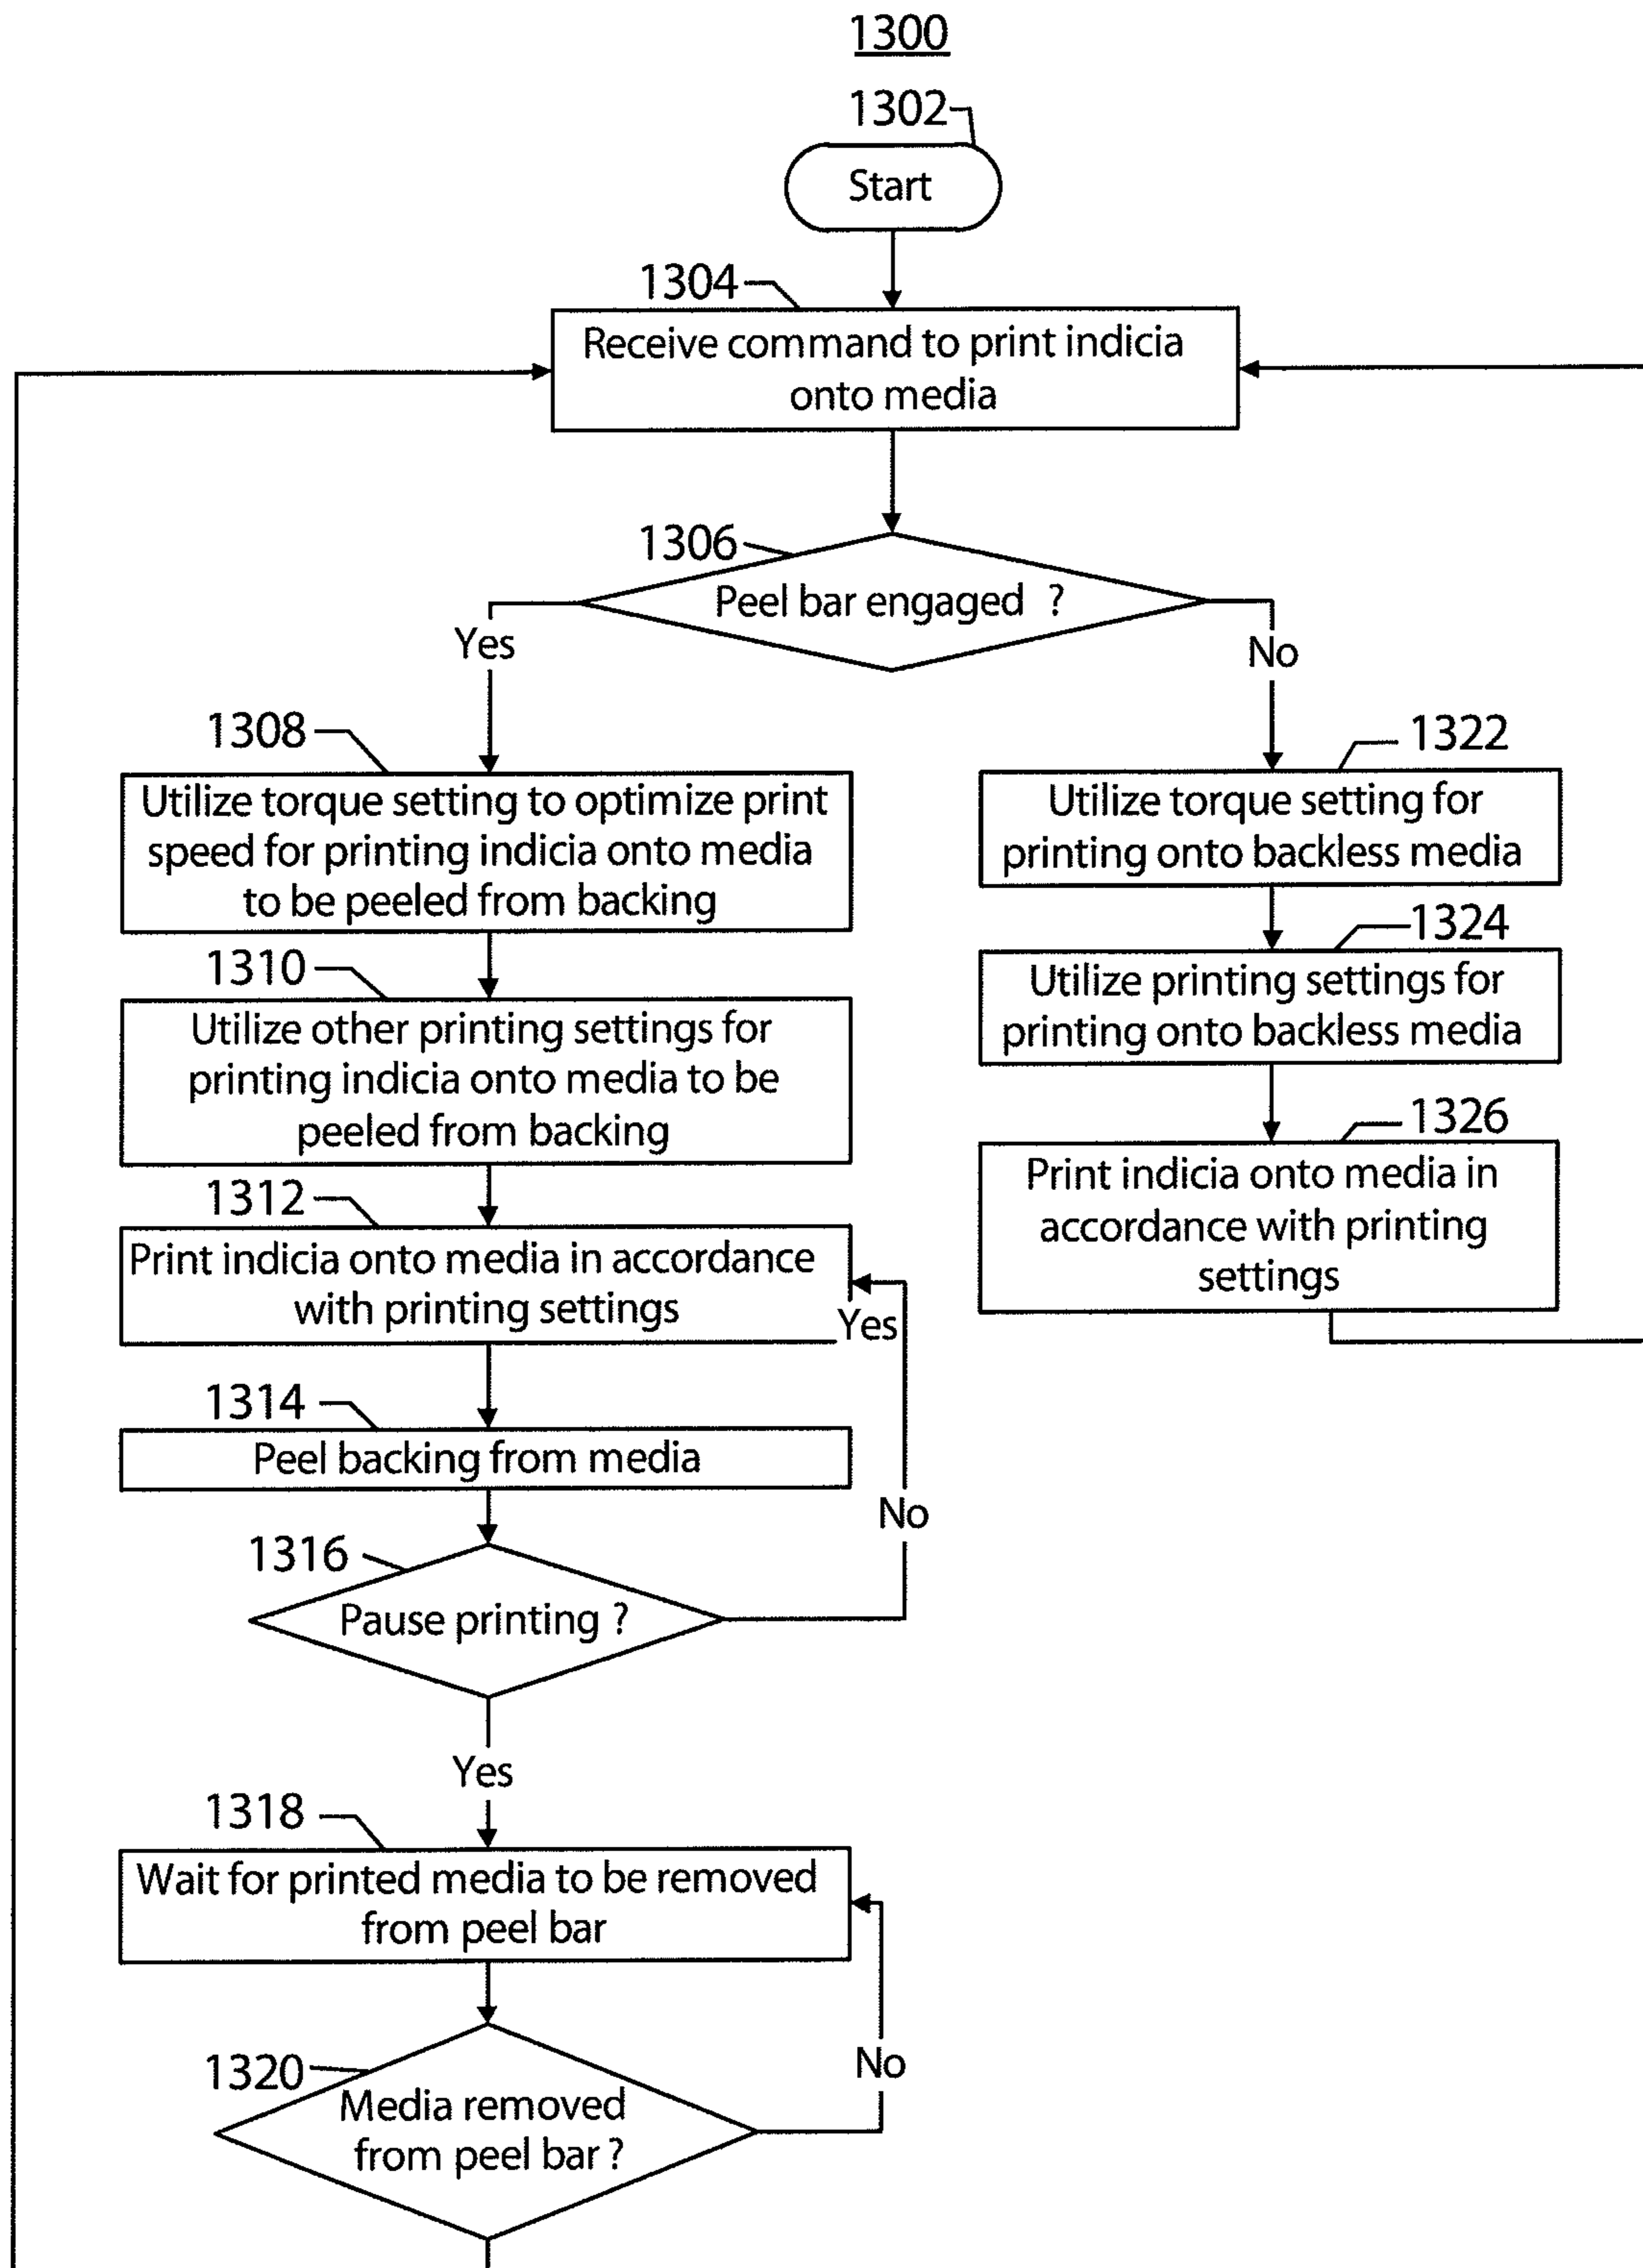 1300
1302
Start
1304
Receive command to print indicia
onto media
1306
Peel bar engaged ?
Yes
No
1308
Utilize torque setting to optimize print
speed for printing indicia onto media
to be peeled from backing
1322
Utilize torque setting for
printing onto backless media
1310
Utilize other printing settings for
printing indicia onto media to be
peeled from backing
1324
Utilize printing settings for
printing onto backless media
1312
Print indicia onto media in accordance
with printing settings
Yes
1326
Print indicia onto media in
accordance with printing
settings
1314
Peel backing from media
No
1316
Pause printing ?
Yes
1318
Wait for printed media to be removed
from peel bar
No
1320
Media removed
from peel bar ?